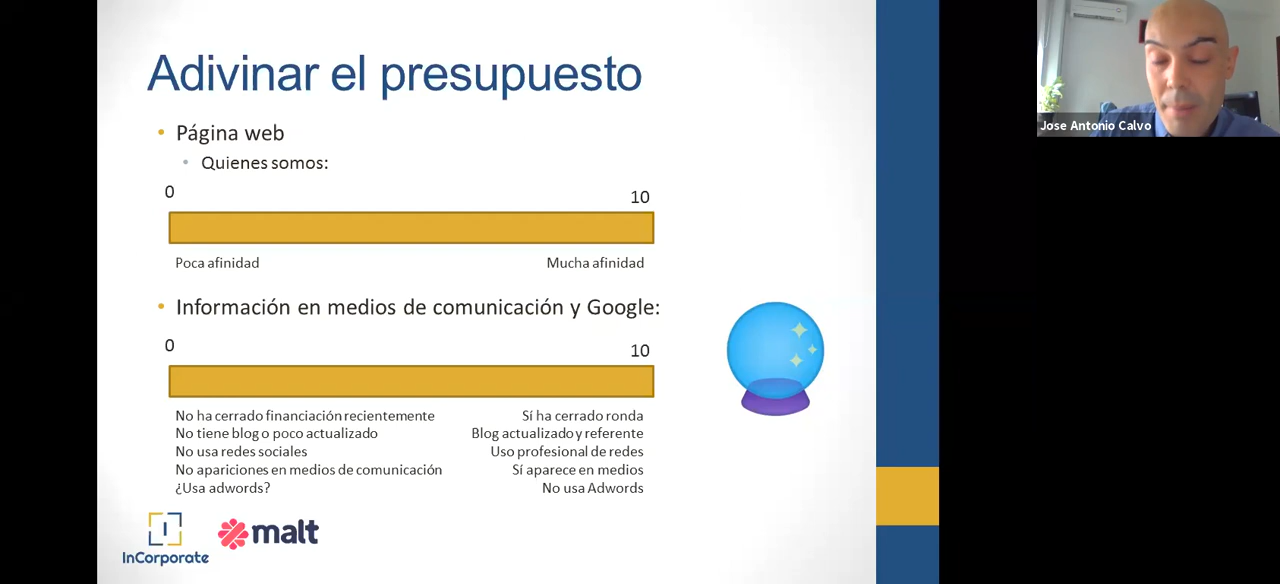 Adivinar el presupuesto
• Página web
• Quienes somos:
0 10
Poca afinidad Mucha afinidad
• Información en medios de comunicación y Google:
0 10
No ha cerrado financiación recientemente Sí ha cerrado ronda
No tiene blog o poco actualizado Blog actualizado y referente
No usa redes sociales Uso profesional de redes
No apariciones en medios de comunicación Sí aparece en medios
¿Usa adwords? No usa Adwords
I
InCorporate
malt
Jose Antonio Calvo